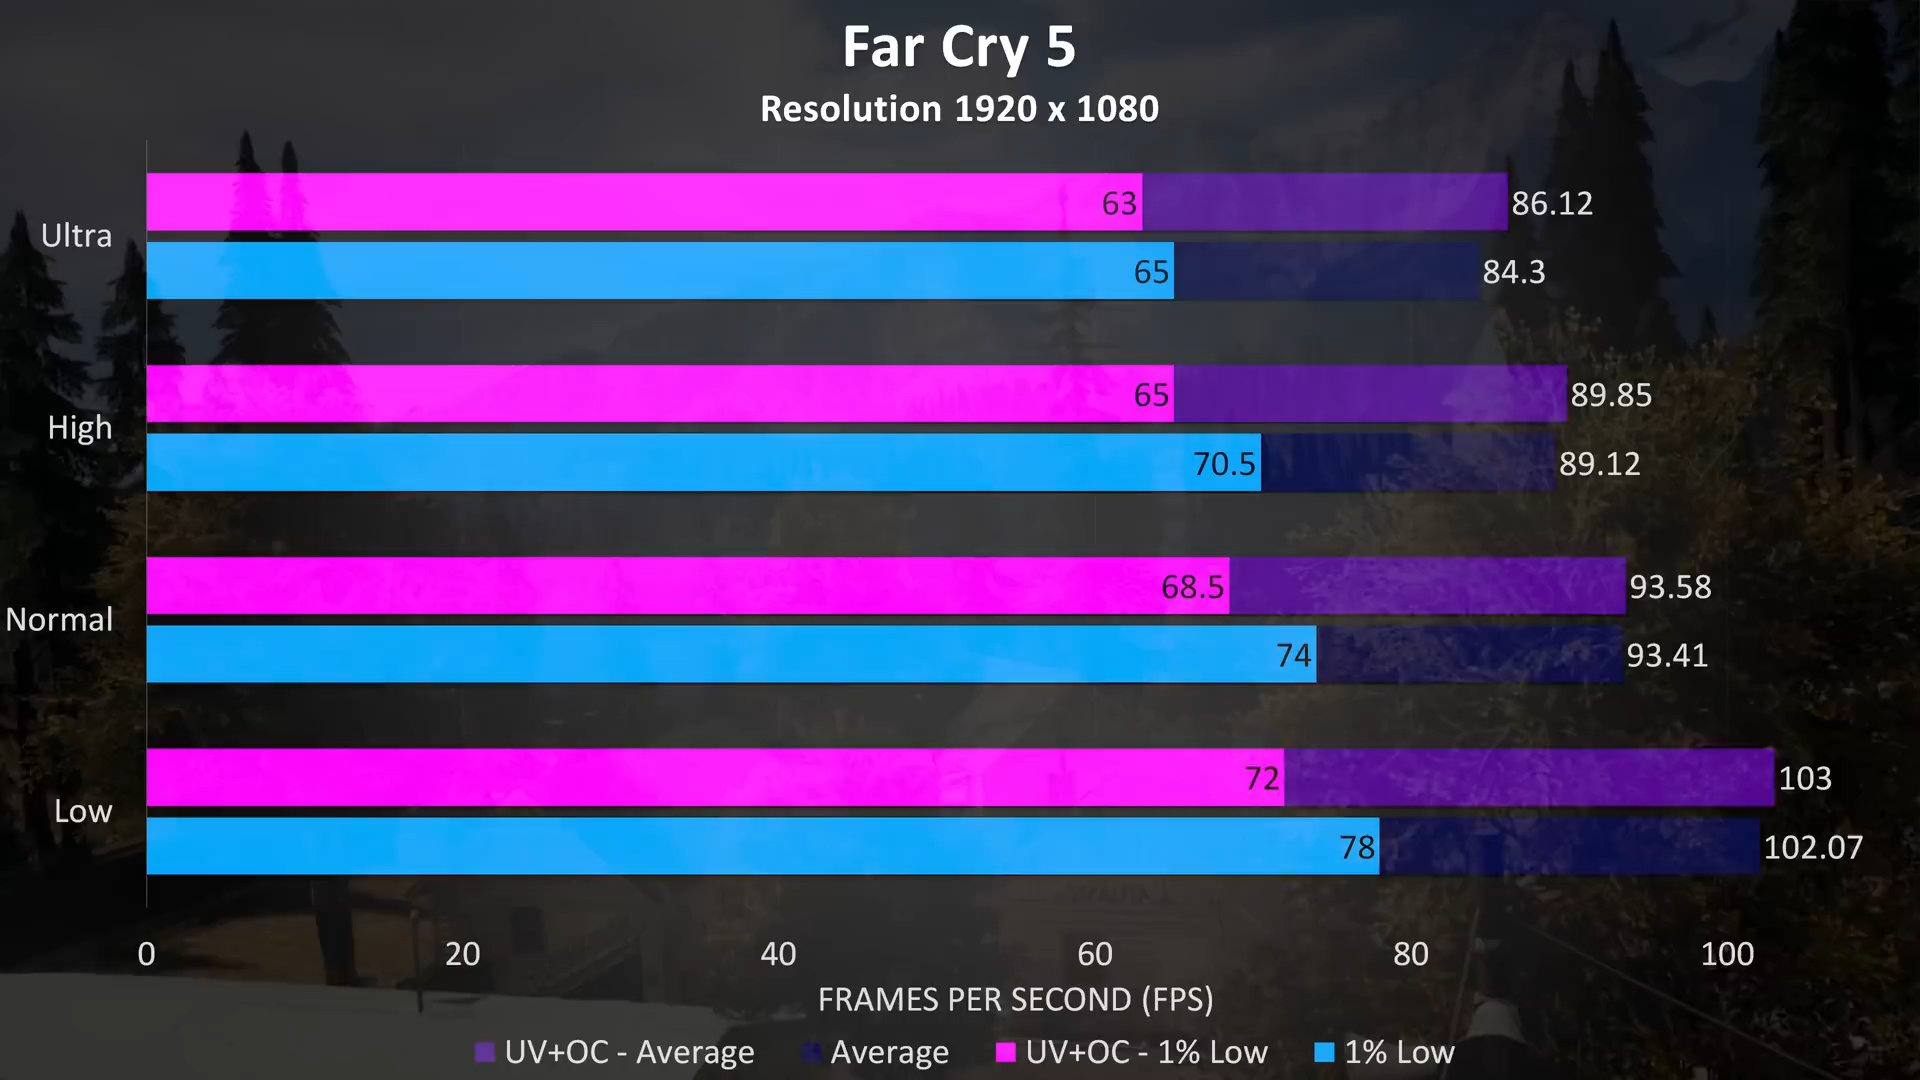 Far Cry 5
Resolution 1920 x 1080
Ultra
63
86.12
65
84.3
High
65
89.85
70.5
89.12
Normal
68.5
93.58
74
93.41
Low
72
103
78
102.07
0 20 40 60 80 100
FRAMES PER SECOND (FPS)
UV+OC - Average Average UV+OC - 1% Low 1% Low